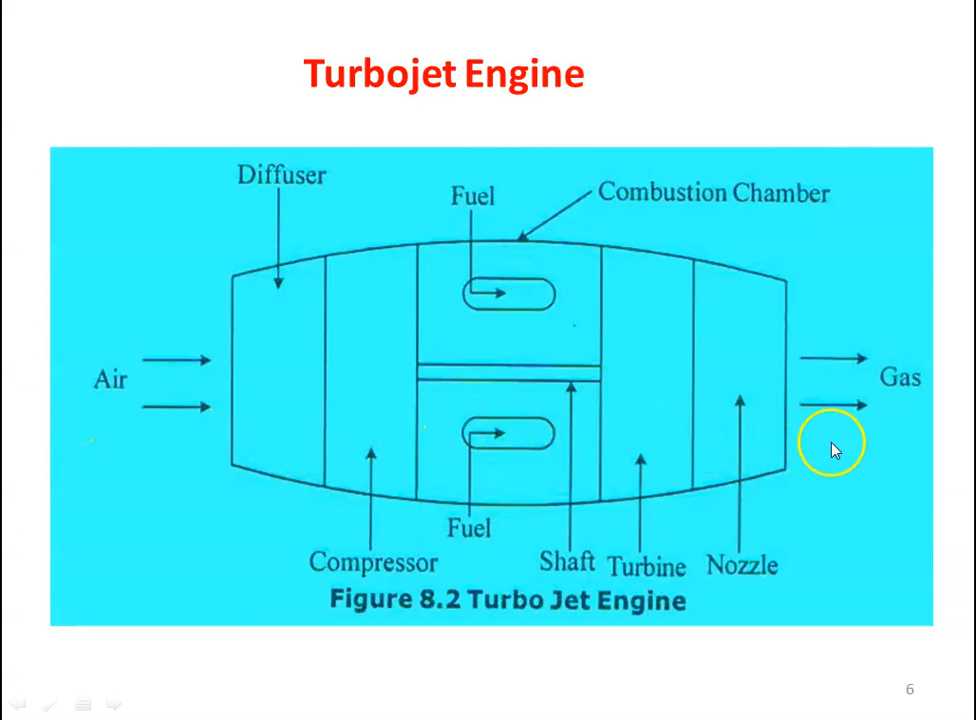 Turbojet Engine
Diffuser
Fuel
Combustion Chamber
Air
Gas
Fuel
Compressor
Shaft
Turbine
Nozzle
Figure 8.2 Turbo Jet Engine
6